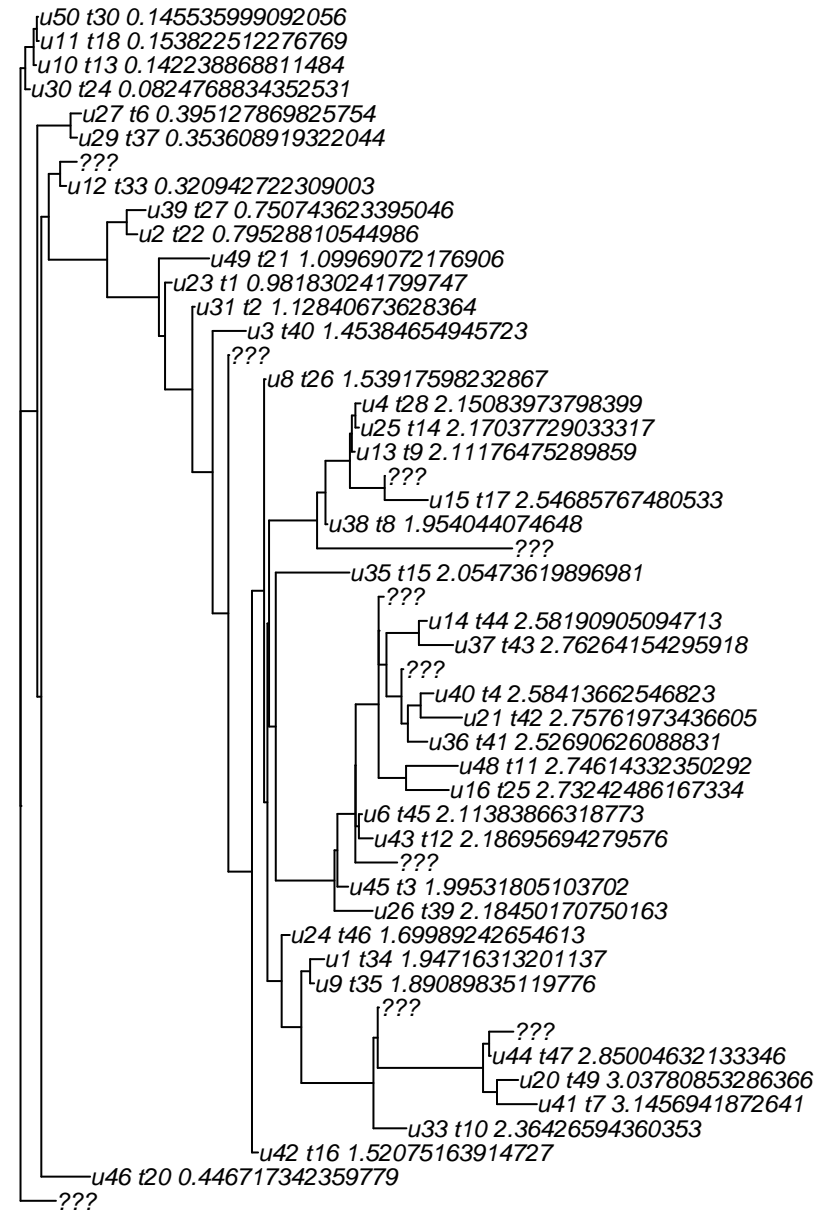 u50 t30 0.145535999092056
u11 t18 0.153822512276769
u10 t13 0.142238868811484
u30 t24 0.0824768834352531
u27 t6 0.395127869825754
u29 t37 0.353608919322044
???
u12 t33 0.320942722309003
u39 t27 0.750743623395046
u2 t22 0.79528810544986
u49 t21 1.09969072176906
u23 t1 0.981830241799747
u31 t2 1.12840673628364
u3 t40 1.45384654945723
???
u8 t26 1.53917598232867
u4 t28 2.15083973798399
u25 t14 2.17037729033317
u13 t9 2.11176475289859
???
u15 t17 2.54685767480533
u38 t8 1.954044074648
???
u35 t15 2.05473619896981
???
u14 t44 2.58190905094713
u37 t43 2.76264154295918
???
u40 t4 2.58413662546823
u21 t42 2.75761973436605
u36 t41 2.52690626088831
u48 t11 2.74614332350292
u16 t25 2.73242486167334
u6 t45 2.11383866318773
u43 t12 2.18695694279576
???
u45 t3 1.99531805103702
u26 t39 2.18450170750163
u24 t46 1.69989242654613
u1 t34 1.94716313201137
u9 t35 1.89089835119776
???
???
u44 t47 2.85004632133346
u20 t49 3.03780853286366
u41 t7 3.1456941872641
u33 t10 2.36426594360353
u42 t16 1.52075163914727
u46 t20 0.446717342359779
???